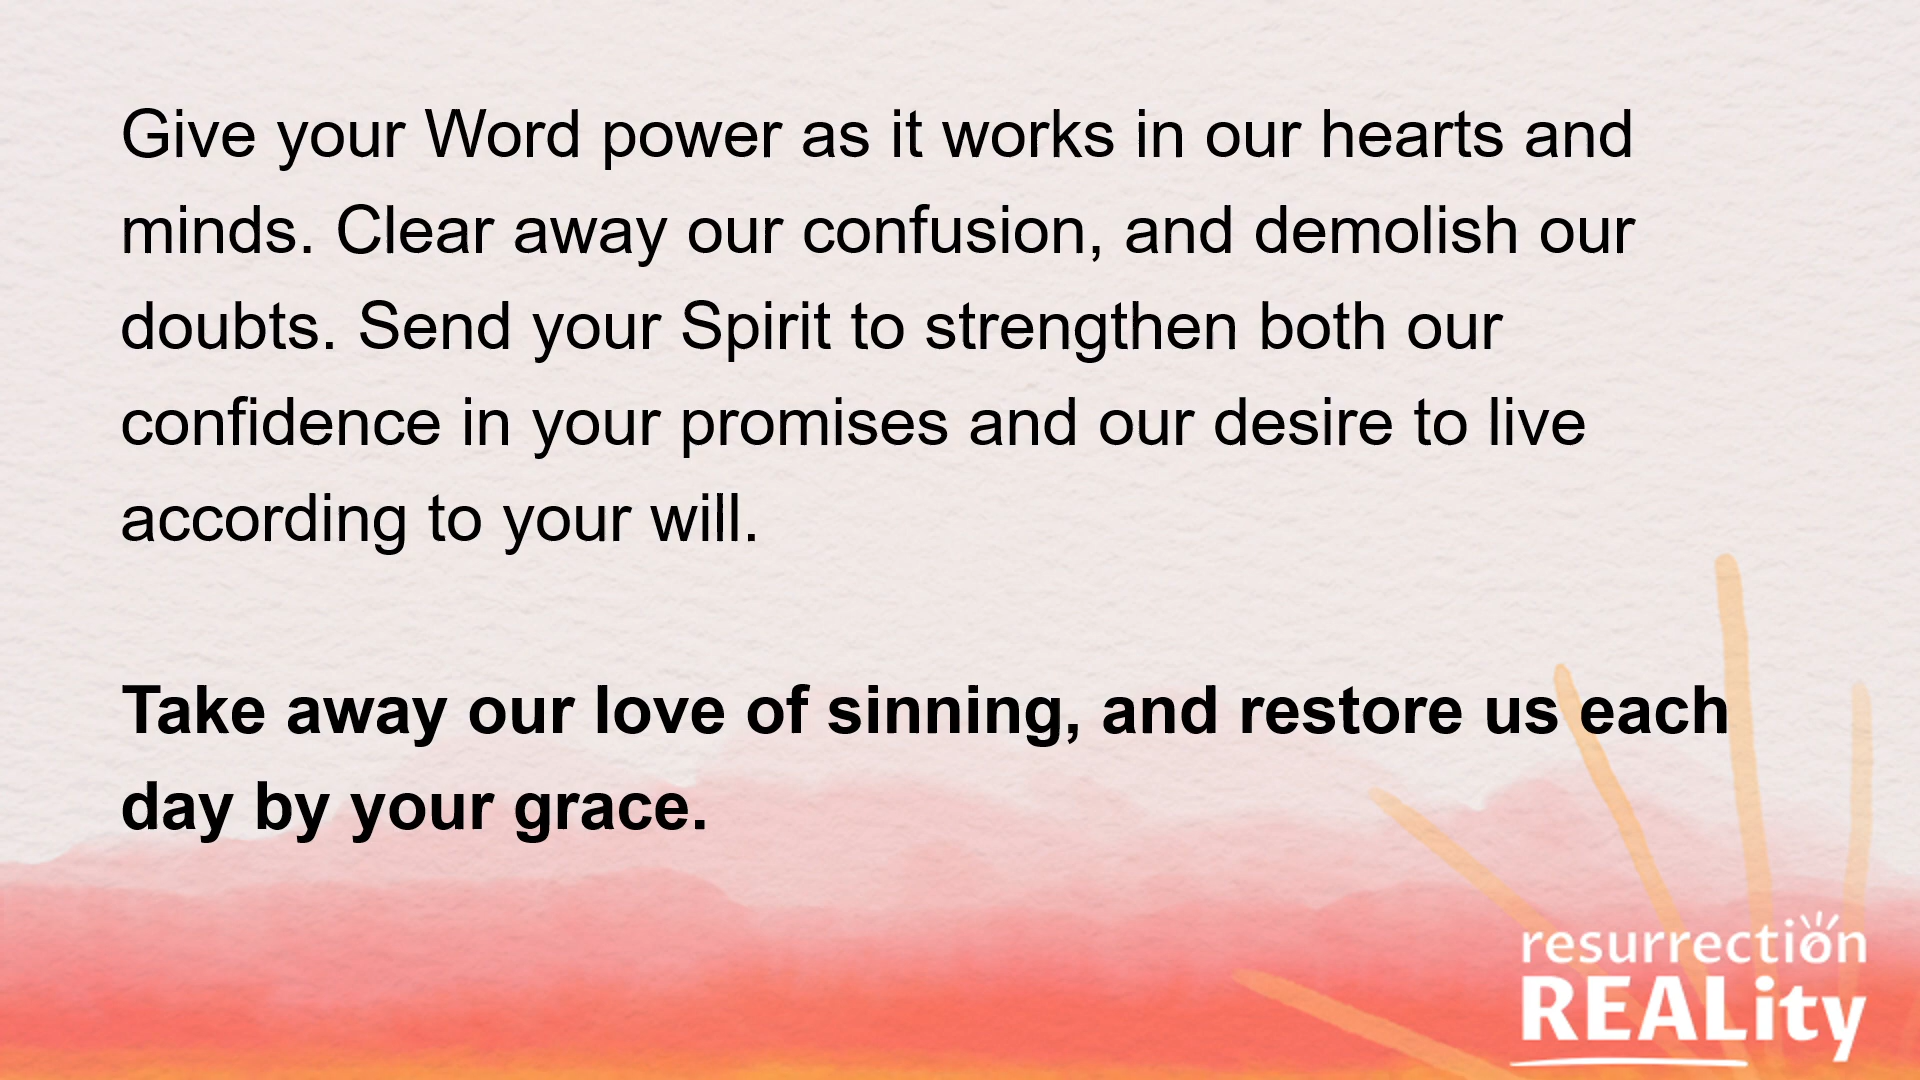 Give your Word power as it works in our hearts and
minds. Clear away our confusion, and demolish our
doubts. Send your Spirit to strengthen both our
confidence in your promises and our desire to live
according to your will.
Take away our love of sinning, and restore us each
day by your grace.
resurrection
REALity